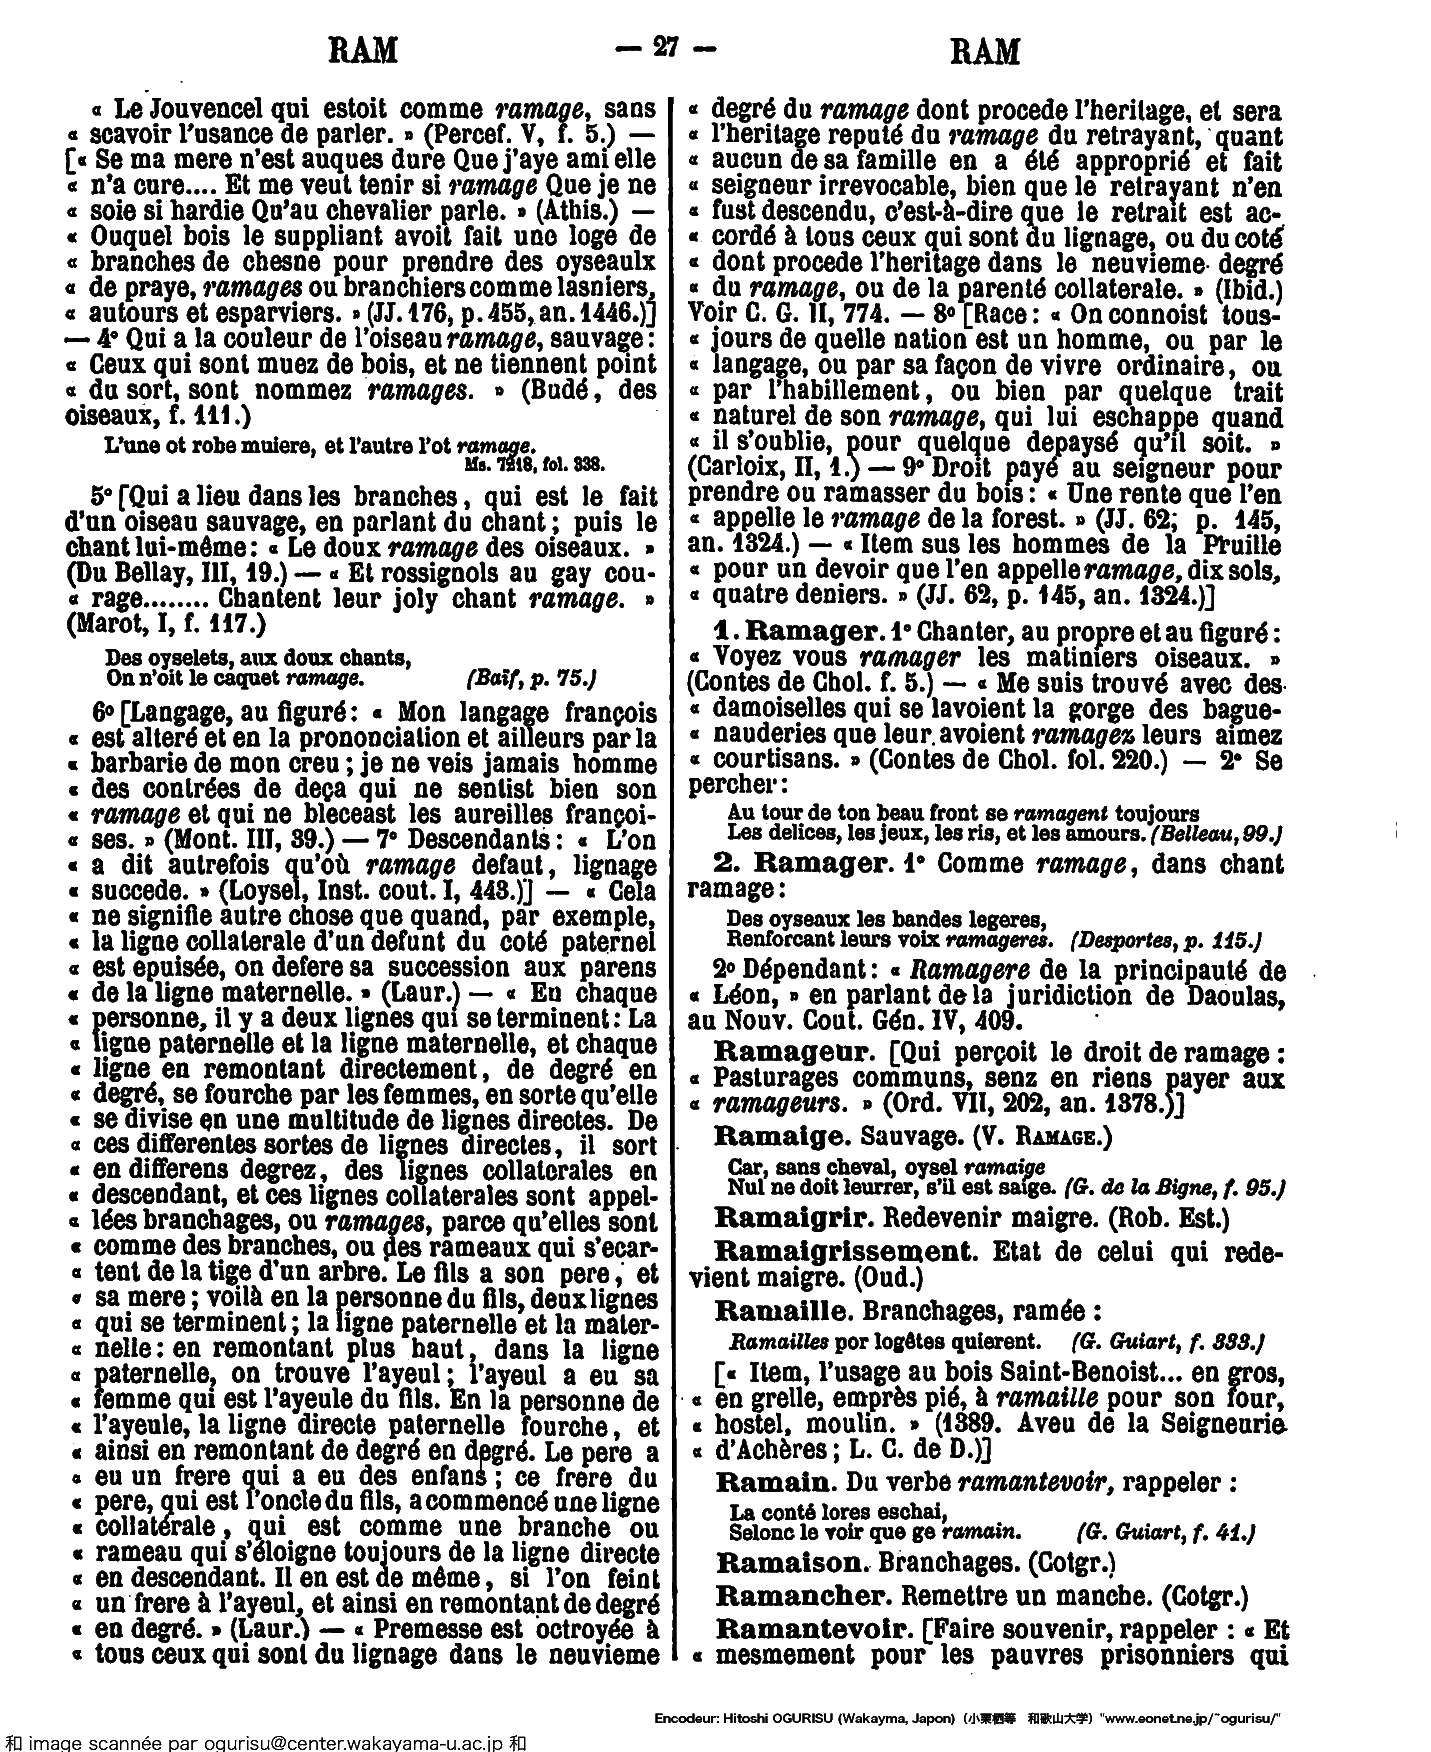 RAM — 27 — RAM
« Le Jouvencel qui estoit comme ramage, sans
« scavoir l'usance de parler. » (Percef. V, f. 5.) —
[« Se ma mere n'est auques dure Que j'aye ami elle
« n'a cure.... Et me veut tenir si ramage Que je ne
« soie si hardie Qu'au chevalier parle. » (Athis.) —
« Ouquel bois le suppliant avoit fait une loge de
« branches de chesne pour prendre des oyseaulx
« de praye, ramages ou branchiers comme lasniers,
« autours et esparviers. » (JJ. 176, p. 455, an. 1446.)]
— 4° Qui a la couleur de l'oiseau ramage, sauvage :
« Ceux qui sont muez de bois, et ne tiennent point
« du sort, sont nommez ramages. » (Budé, des
oiseaux, f. 111.)
L'une ot robe muiere, et l'autre l'ot ramage.
Ms. 7218, fol. 338.
5° [Qui a lieu dans les branches, qui est le fait
d'un oiseau sauvage, en parlant du chant ; puis le
chant lui-même : « Le doux ramage des oiseaux. »
(Du Bellay, III, 19.) — « Et rossignols au gay cou-
« rage........ Chantent leur joly chant ramage. »
(Marot, I, f. 117.)
Des oyselets, aux doux chants,
On n'oit le caquet ramage. (Baïf, p. 75.)
6° [Langage, au figuré : « Mon langage françois
« est alteré et en la prononciation et ailleurs par la
« barbarie de mon creu ; je ne veis jamais homme
« des contrées de deça qui ne sentist bien son
« ramage et qui ne bleceast les aureilles françoi-
« ses. » (Mont. III, 39.) — 7° Descendants : « L'on
« a dit autrefois qu'où ramage defaut, lignage
« succede. » (Loysel, Inst. cout. I, 443.)] — « Cela
« ne signifie autre chose que quand, par exemple,
« la ligne collaterale d'un defunt du coté paternel
« est epuisée, on defere sa succession aux parens
« de la ligne maternelle. » (Laur.) — « En chaque
« personne, il y a deux lignes qui se terminent : La
« ligne paternelle et la ligne maternelle, et chaque
« ligne en remontant directement, de degré en
« degré, se fourche par les femmes, en sorte qu'elle
« se divise en une multitude de lignes directes. De
« ces differentes sortes de lignes directes, il sort
« en differens degrez, des lignes collaterales en
« descendant, et ces lignes collaterales sont appel-
« lées branchages, ou ramages, parce qu'elles sont
« comme des branches, ou des rameaux qui s'ecar-
« tent de la tige d'un arbre. Le fils a son pere, et
« sa mere ; voilà en la personne du fils, deux lignes
« qui se terminent ; la ligne paternelle et la mater-
« nelle : en remontant plus haut, dans la ligne
« paternelle, on trouve l'ayeul ; l'ayeul a eu sa
« femme qui est l'ayeule du fils. En la personne de
« l'ayeule, la ligne directe paternelle fourche, et
« ainsi en remontant de degré en degré. Le pere a
« eu un frere qui a eu des enfans ; ce frere du
« pere, qui est l'oncle du fils, a commencé une ligne
« collatérale, qui est comme une branche ou
« rameau qui s'éloigne toujours de la ligne directe
« en descendant. Il en est de même, si l'on feint
« un frere à l'ayeul, et ainsi en remontant de degré
« en degré. » (Laur.) — « Premesse est octroyée à
« tous ceux qui sont du lignage dans le neuvieme
« degré du ramage dont procede l'heritage, et sera
« l'heritage reputé du ramage du retrayant, quant
« aucun de sa famille en a été approprié et fait
« seigneur irrevocable, bien que le retrayant n'en
« fust descendu, c'est-à-dire que le retrait est ac-
« cordé à tous ceux qui sont du lignage, ou du coté
« dont procede l'heritage dans le neuvieme degré
« du ramage, ou de la parenté collaterale. » (Ibid.)
Voir C. G. II, 774. — 8° [Race : « On connoist tous-
« jours de quelle nation est un homme, ou par le
« langage, ou par sa façon de vivre ordinaire, ou
« par l'habillement, ou bien par quelque trait
« naturel de son ramage, qui lui eschappe quand
« il s'oublie, pour quelque depaysé qu'il soit. »
(Carloix, II, 1.) — 9° Droit payé au seigneur pour
prendre ou ramasser du bois : « Une rente que l'en
« appelle le ramage de la forest. » (JJ. 62, p. 145,
an. 1324.) — « Item sus les hommes de la Pruille
« pour un devoir que l'en appelle ramage, dix sols,
« quatre deniers. » (JJ. 62, p. 145, an. 1324.)]
1. Ramager. 1° Chanter, au propre et au figuré :
« Voyez vous ramager les matiniers oiseaux. »
(Contes de Chol. f. 5.) — « Me suis trouvé avec des
« damoiselles qui se lavoient la gorge des bague-
« nauderies que leur avoient ramagez leurs aimez
« courtisans. » (Contes de Chol. fol. 220.) — 2° Se
percher :
Au tour de ton beau front se ramagent toujours
Les delices, les jeux, les ris, et les amours. (Belleau, 99.)
2. Ramager. 1° Comme ramage, dans chant
ramage :
Des oyseaux les bandes legeres,
Renforcant leurs voix ramageres. (Desportes, p. 115.)
2° Dépendant : « Ramagere de la principauté de
« Léon, » en parlant de la juridiction de Daoulas,
au Nouv. Cout. Gén. IV, 409.
Ramageur. [Qui perçoit le droit de ramage :
« Pasturages communs, senz en riens payer aux
« ramageurs. » (Ord. VII, 202, an. 1378.)]
Ramaige. Sauvage. (V. RAMAGE.)
Car, sans cheval, oysel ramaige
Nul ne doit leurrer, s'il est saige. (G. de la Bigne, f. 95.)
Ramaigrir. Redevenir maigre. (Rob. Est.)
Ramaigrissement. Etat de celui qui rede-
vient maigre. (Oud.)
Ramaille. Branchages, ramée :
Ramailles por logêtes quierent. (G. Guiart, f. 333.)
[« Item, l'usage au bois Saint-Benoist... en gros,
« en grelle, emprès pié, à ramaille pour son four,
« hostel, moulin. » (1389. Aveu de la Seigneurie
« d'Achères ; L. C. de D.)]
Ramain. Du verbe ramantevoir, rappeler :
La conté lores eschai,
Selonc le voir que ge ramain. (G. Guiart, f. 41.)
Ramaison. Branchages. (Cotgr.)
Ramancher. Remettre un manche. (Cotgr.)
Ramantevoir. [Faire souvenir, rappeler : « Et
« mesmement pour les pauvres prisonniers qui
Encodeur: Hitoshi OGURISU (Wakayma, Japon) (小栗栖等 和歌山大学) "www.eonet.ne.jp/~ogurisu/"
和 image scannée par ogurisu@center.wakayama-u.ac.jp 和